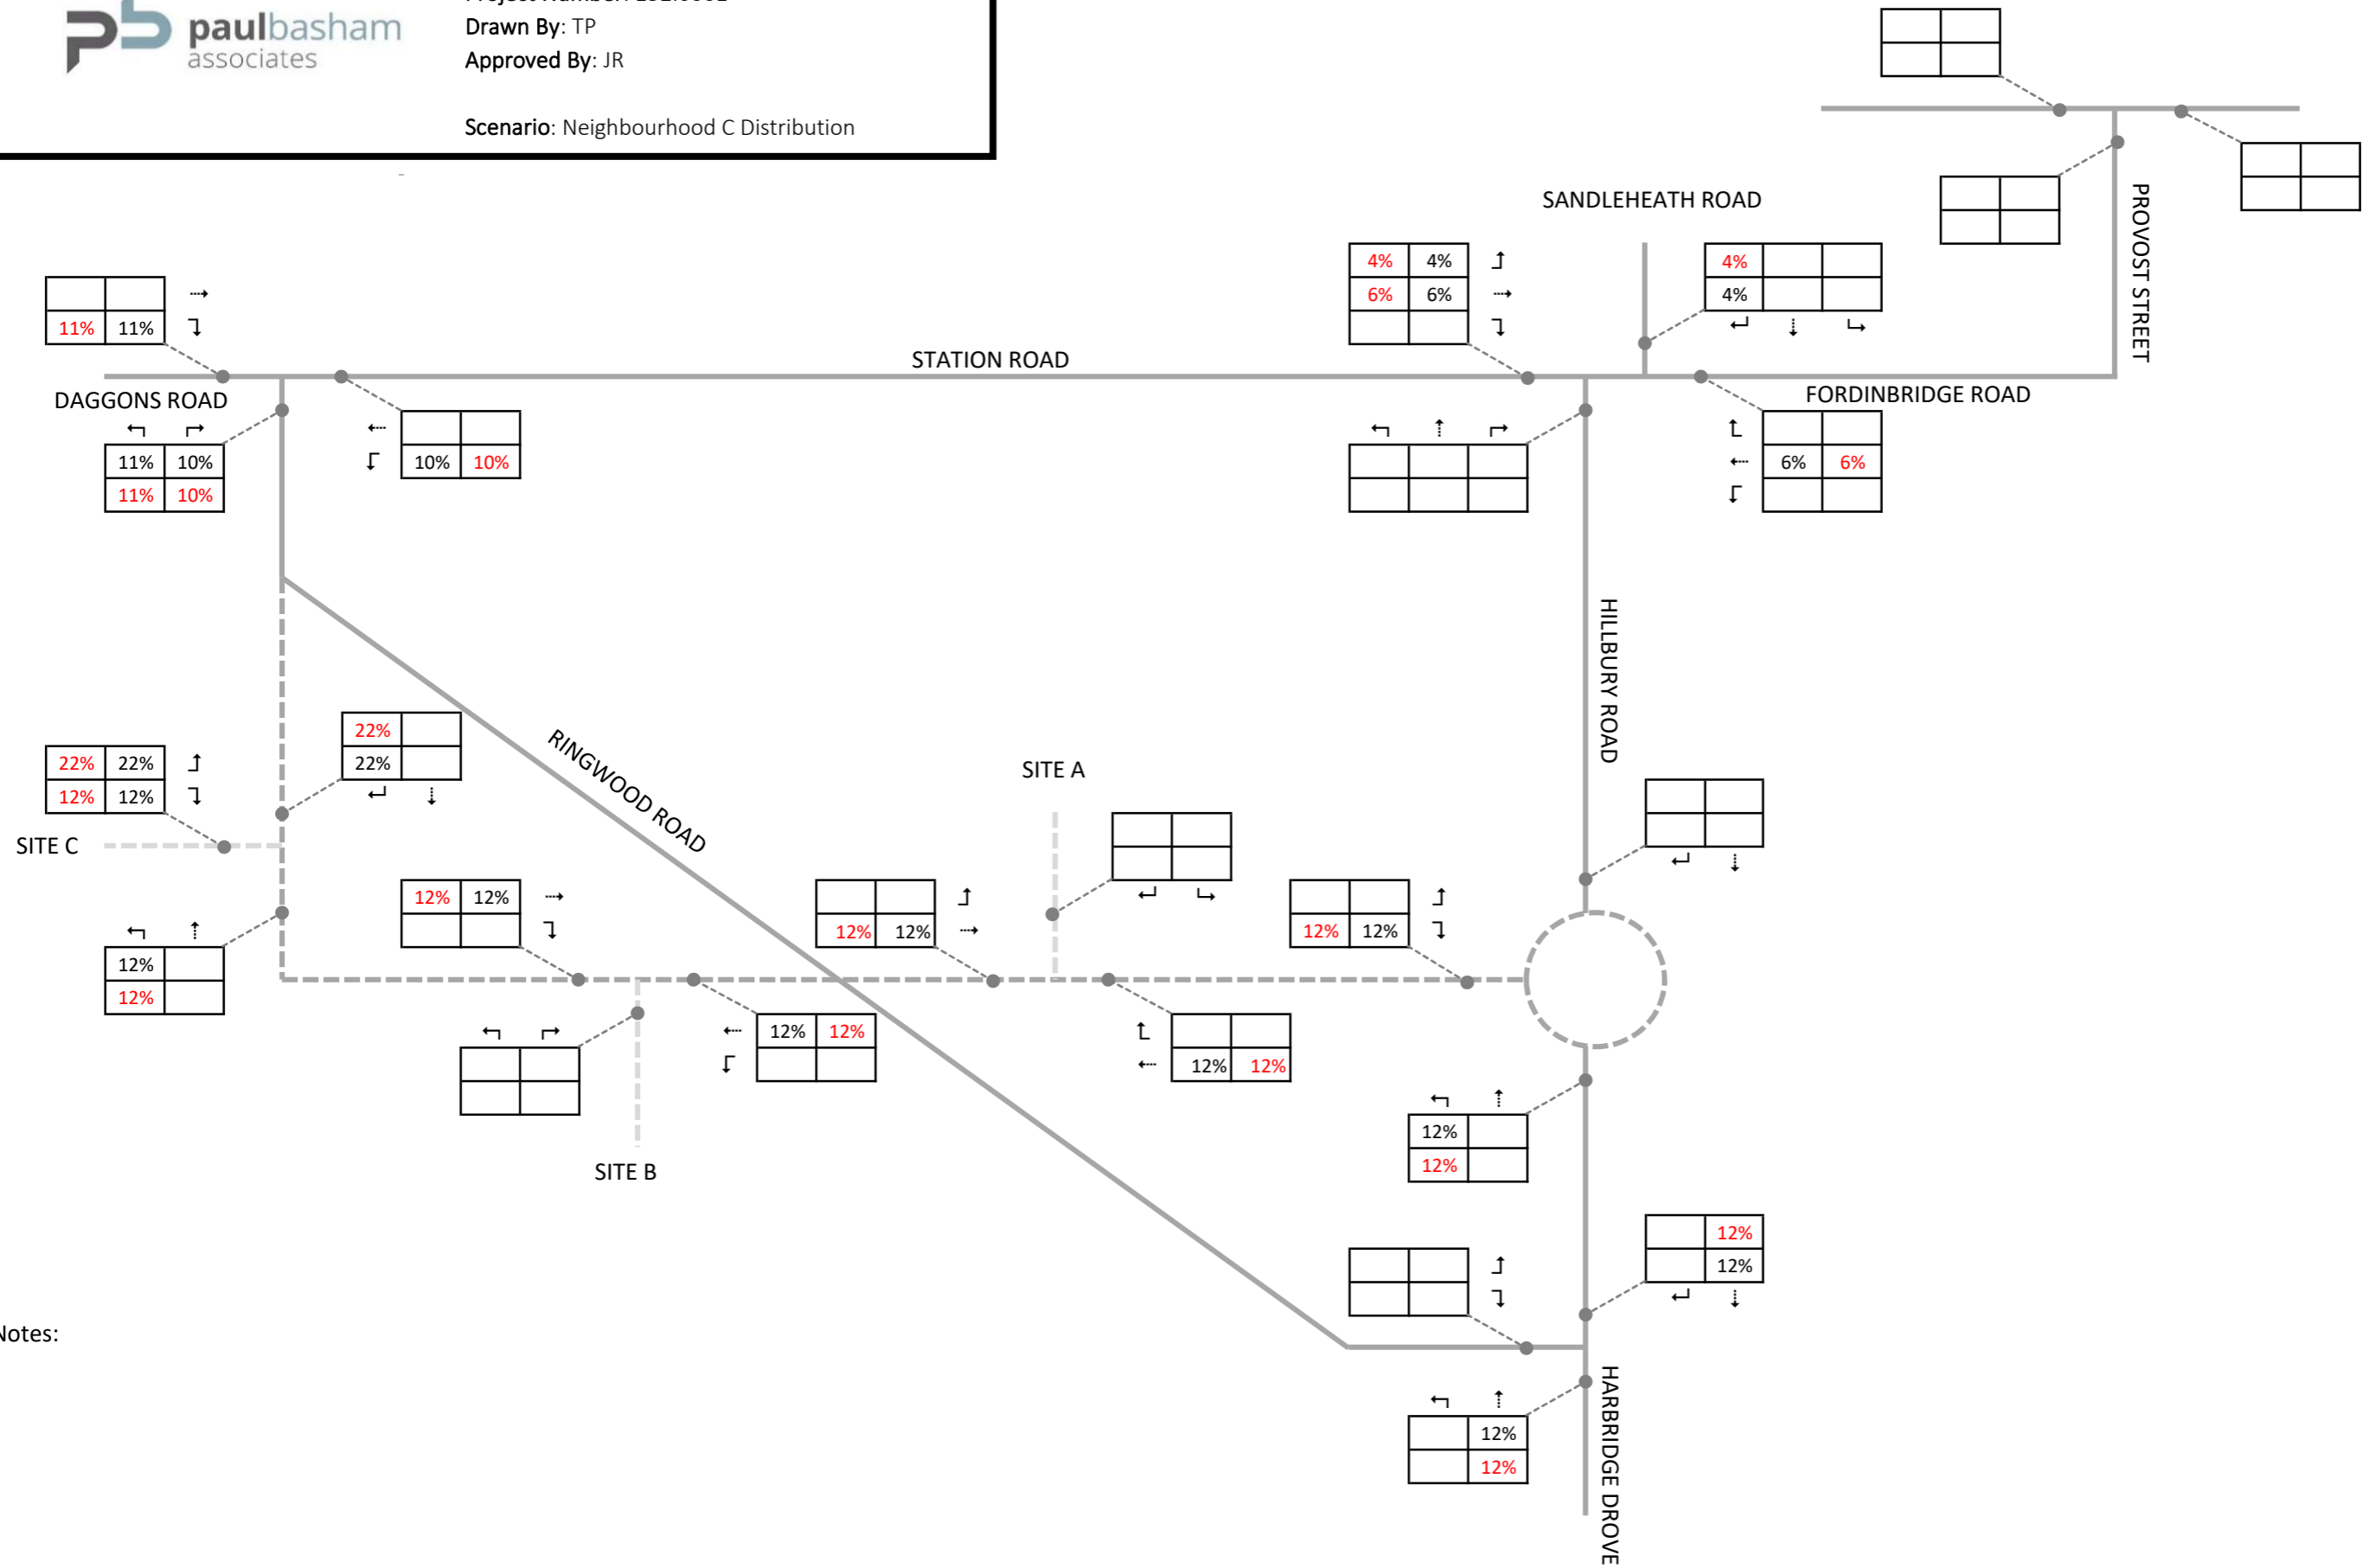 paulbasham
associates
Drawn By: TP
Approved By: JR
Scenario: Neighbourhood C Distribution
SANDLEHEATH ROAD
PROVOST STREET
4% 4%
6% 6%
4%
4%
11% 11%
STATION ROAD
DAGGONS ROAD
FORDINBRIDGE ROAD
11% 10%
11% 10%
10% 10%
6% 6%
HILLBURY ROAD
RINGWOOD ROAD
22%
22%
22% 22%
12% 12%
SITE C
SITE A
12% 12%
12% 12%
12% 12%
12%
12%
12% 12%
12% 12%
SITE B
12%
12%
12%
12%
Notes:
12%
12%
HARBRIDGE DROVE